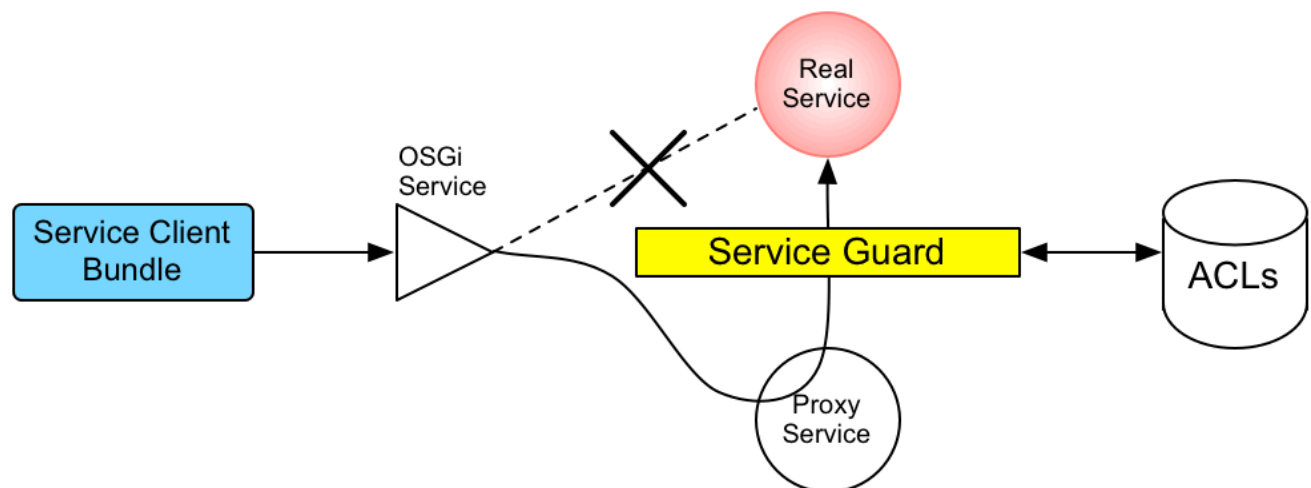 Real
Service
OSGi
Service
Service Client
Bundle
Service Guard
ACLs
Proxy
Service